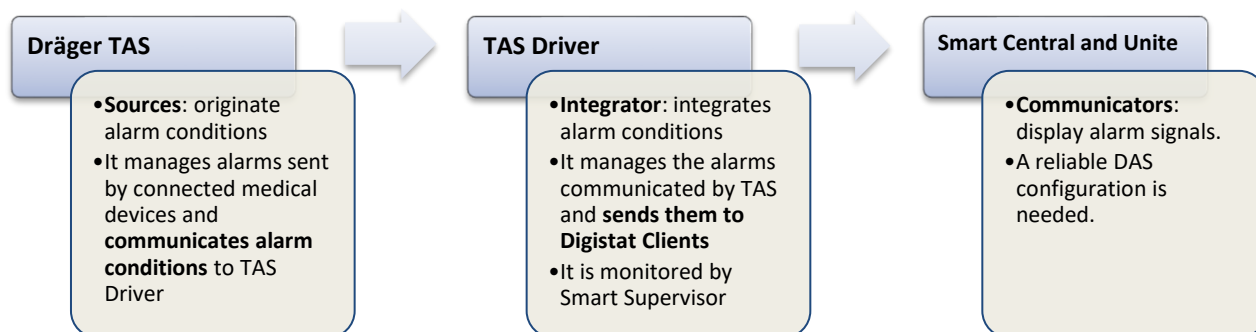 Dräger TAS
•Sources: originate
alarm conditions
•It manages alarms sent
by connected medical
devices and
communicates alarm
conditions to TAS
Driver
TAS Driver
•Integrator: integrates
alarm conditions
•It manages the alarms
communicated by TAS
and sends them to
Digistat Clients
•It is monitored by
Smart Supervisor
Smart Central and Unite
•Communicators:
display alarm signals.
•A reliable DAS
configuration is
needed.